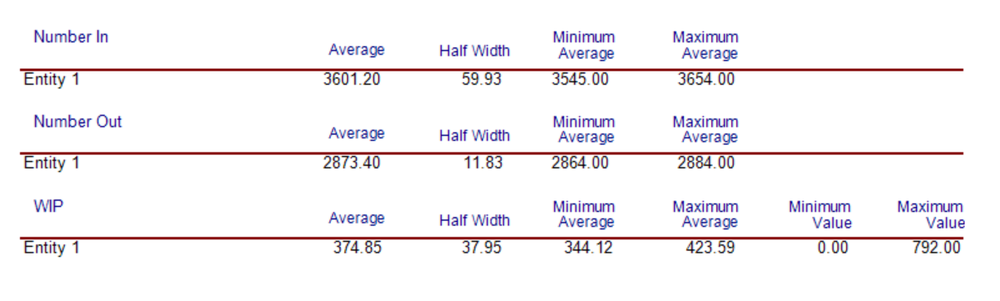 Number In Average Half Width Minimum Average Maximum Average
Entity 1 3601.20 59.93 3545.00 3654.00
Number Out Average Half Width Minimum Average Maximum Average
Entity 1 2873.40 11.83 2864.00 2884.00
WIP Average Half Width Minimum Average Maximum Average Minimum Value Maximum Value
Entity 1 374.85 37.95 344.12 423.59 0.00 792.00